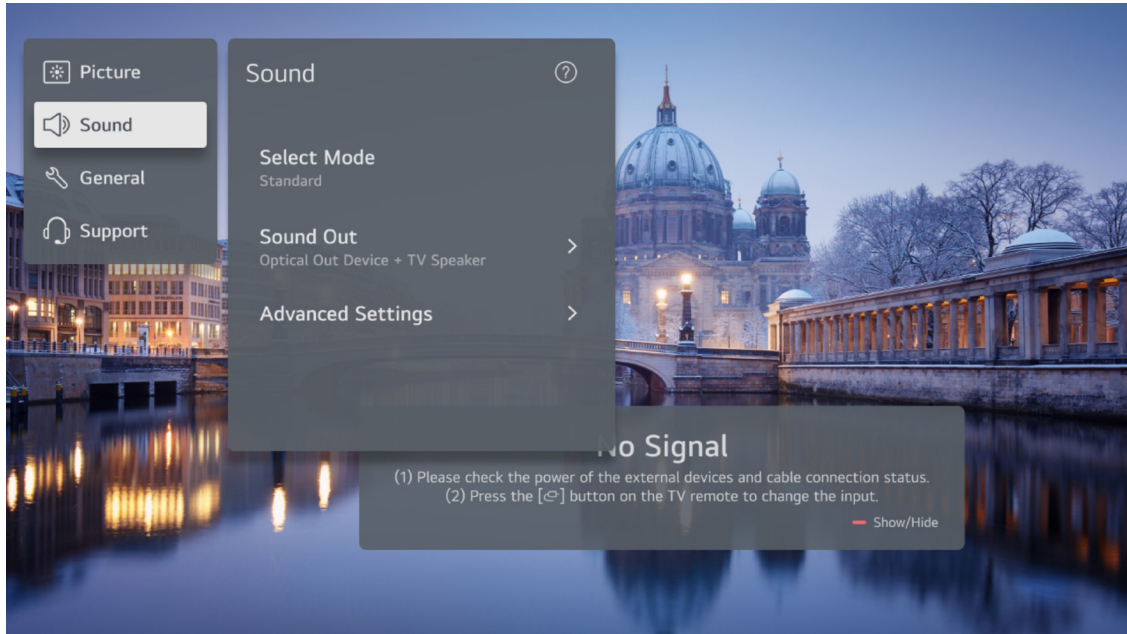 Picture
Sound
General
Support
Sound
Select Mode
Standard
Sound Out
Optical Out Device + TV Speaker
Advanced Settings
No Signal
(1) Please check the power of the external devices and cable connection status.
(2) Press the [] button on the TV remote to change the input.
Show/Hide